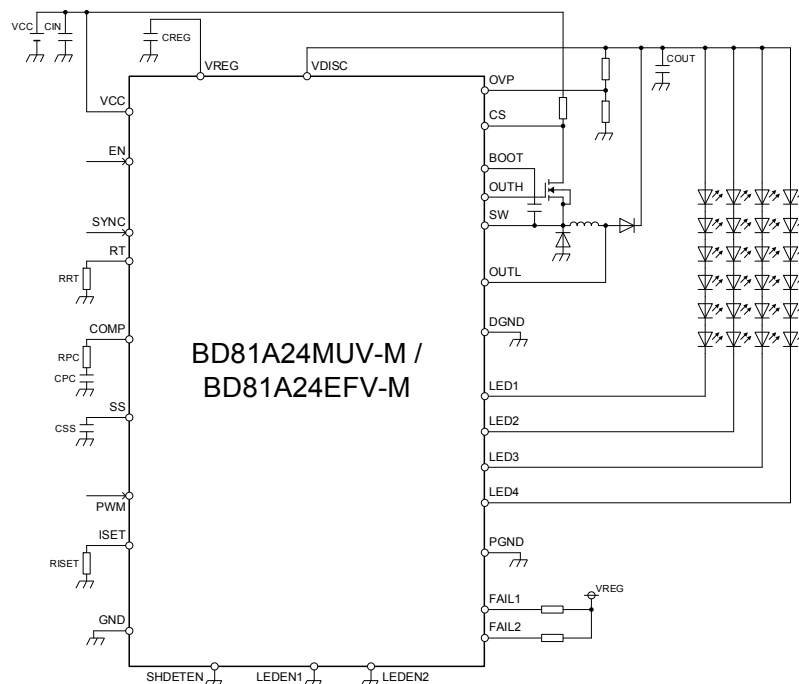 VCC
CIN
CREG
VREG
VDISC
COUT
OVP
VCC
CS
EN
BOOT
OUTH
SYNC
SW
RT
RRT
OUTL
COMP
DGND
RPC
CPC
BD81A24MUV-M /
BD81A24EFV-M
LED1
SS
CSS
LED2
LED3
LED4
PWM
ISET
PGND
RISET
VREG
FAIL1
GND
FAIL2
SHDETEN
LEDEN1
LEDEN2